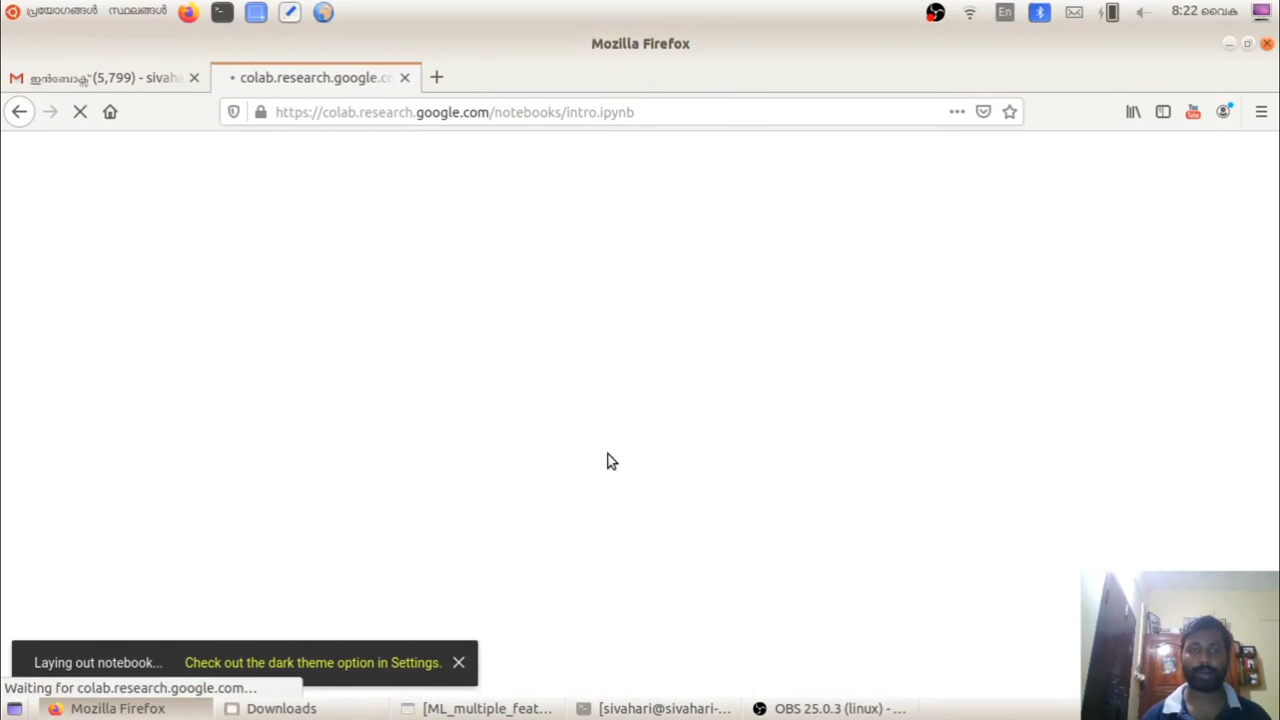 പ്രയോഗങ്ങൾ സ്ഥലങ്ങൾ En 8:22 വൈക
Mozilla Firefox
ഇൻബോക്സ് (5,799) - sivaha colab.research.google.co
https://colab.research.google.com/notebooks/intro.ipynb
You
Tube
Laying out notebook... Check out the dark theme option in Settings.
Waiting for colab.research.google.com...
Mozilla Firefox Downloads [ML_multiple_feat... [sivahari@sivahari-... OBS 25.0.3 (linux) - ...